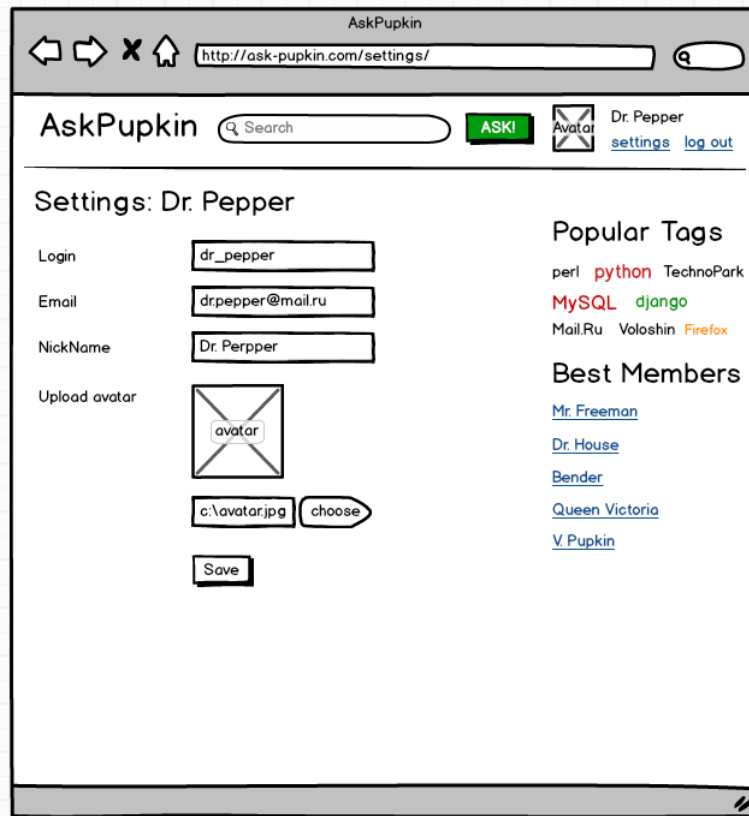 AskPupkin
http://ask-pupkin.com/settings/
AskPupkin
Search
ASK!
Avatar
Dr. Pepper
settings log out
Settings: Dr. Pepper
Login
dr_pepper
Email
dr.pepper@mail.ru
NickName
Dr. Perpper
Upload avatar
avatar
c:\avatar.jpg
choose
Save
Popular Tags
perl python TechnoPark
MySQL django
Mail.Ru Voloshin Firefox
Best Members
Mr. Freeman
Dr. House
Bender
Queen Victoria
V. Pupkin